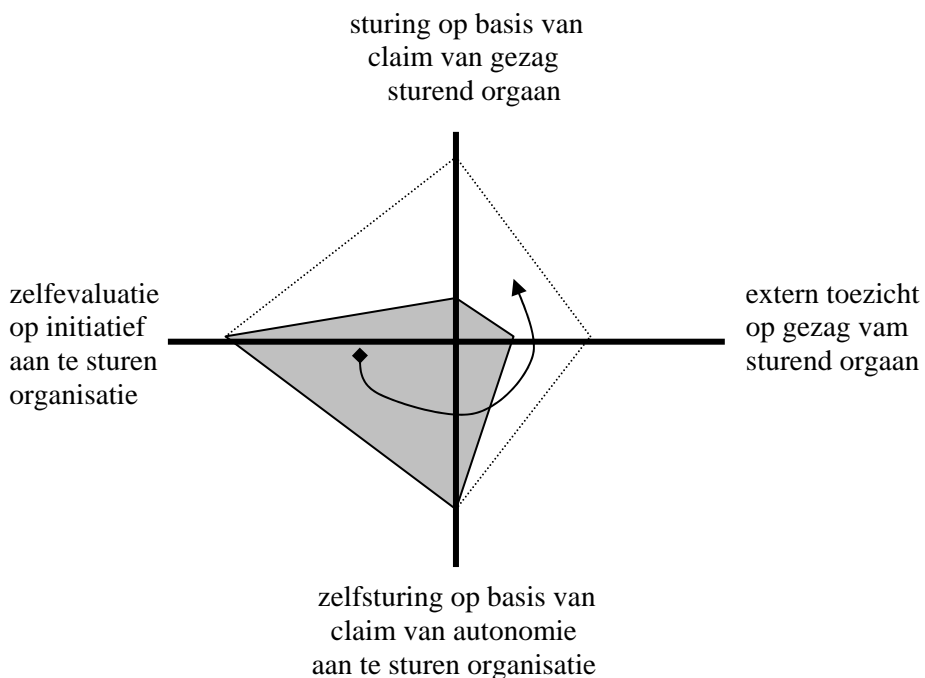 sturing op basis van
claim van gezag
sturend orgaan
zelfevaluatie
op initiatief
aan te sturen
organisatie
extern toezicht
op gezag vam
sturend orgaan
zelfsturing op basis van
claim van autonomie
aan te sturen organisatie